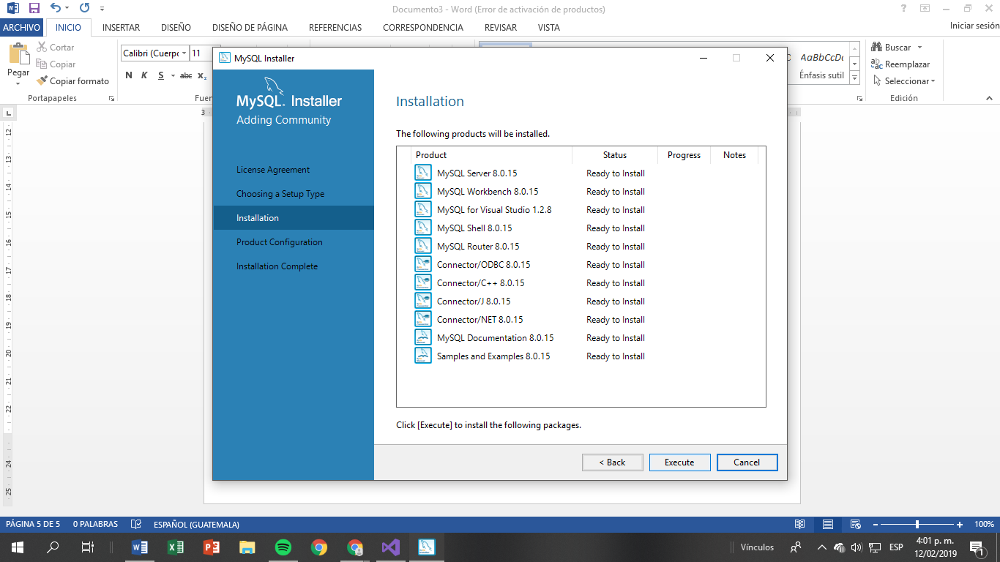 Documento3 - Word (Error de activación de productos)
ARCHIVO INICIO INSERTAR DISEÑO DISEÑO DE PÁGINA REFERENCIAS CORRESPONDENCIA REVISAR VISTA Iniciar sesión
Pegar
Cortar
Copiar
Copiar formato
Portapapeles
Calibri (Cuerpo 11
N K S abc x₂
AaBbCcDc
Énfasis sutil
Buscar
Reemplazar
Seleccionar
Edición
MySQL Installer
MySQL Installer
Adding Community
License Agreement
Choosing a Setup Type
Installation
Product Configuration
Installation Complete
Installation
The following products will be installed.
Product Status Progress Notes
MySQL Server 8.0.15 Ready to Install
MySQL Workbench 8.0.15 Ready to Install
MySQL for Visual Studio 1.2.8 Ready to Install
MySQL Shell 8.0.15 Ready to Install
MySQL Router 8.0.15 Ready to Install
Connector/ODBC 8.0.15 Ready to Install
Connector/C++ 8.0.15 Ready to Install
Connector/J 8.0.15 Ready to Install
Connector/NET 8.0.15 Ready to Install
MySQL Documentation 8.0.15 Ready to Install
Samples and Examples 8.0.15 Ready to Install
Click [Execute] to install the following packages.
< Back Execute Cancel
3
12
13
14
15
16
17
18
19
20
21
22
24
25
PÁGINA 5 DE 5 0 PALABRAS ESPAÑOL (GUATEMALA) 100%
Vínculos ESP 4:01 p. m.
12/02/2019
1